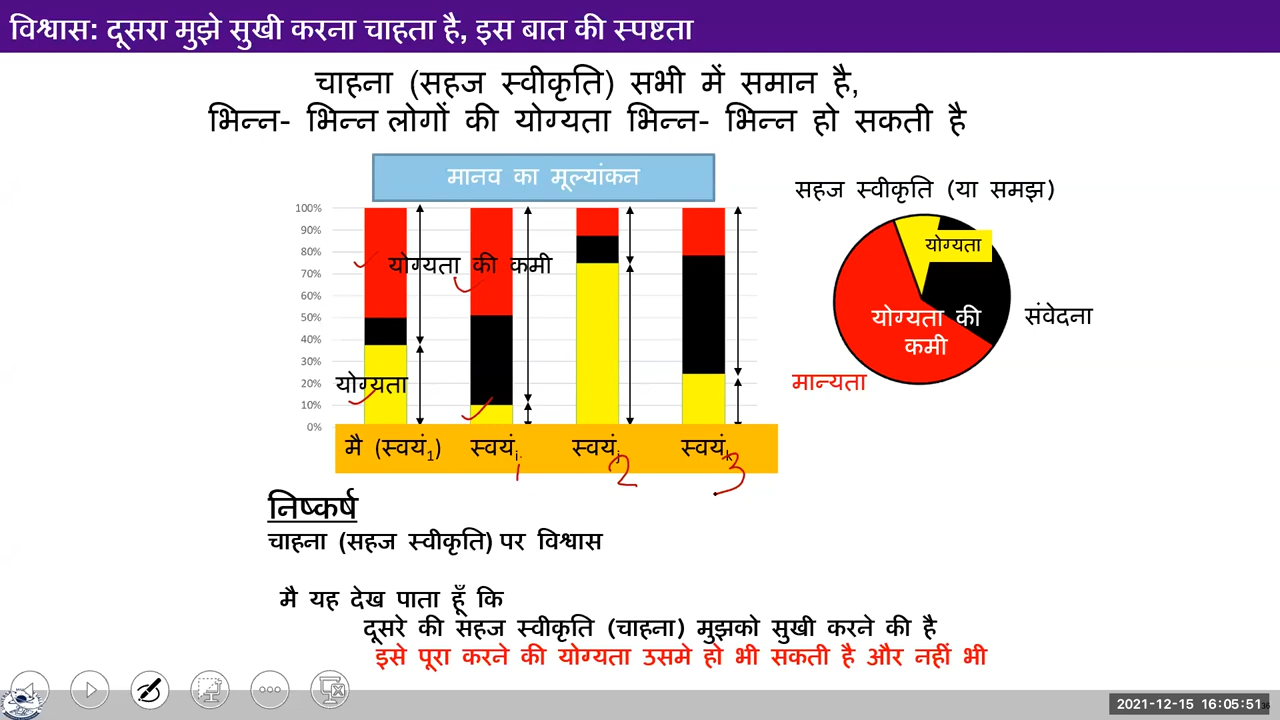 विश्वास: दूसरा मुझे सुखी करना चाहता है, इस बात की स्पष्टता
चाहना (सहज स्वीकृति) सभी में समान है,
भिन्न- भिन्न लोगों की योग्यता भिन्न- भिन्न हो सकती है
मानव का मूल्यांकन
100%
90%
80%
70%
60%
50%
40%
30%
20%
10%
0%
योग्यता की कमी
योग्यता
मै (स्वयं1) स्वयंi स्वयंj स्वयंk
1 2 3
सहज स्वीकृति (या समझ)
योग्यता
योग्यता की
कमी
संवेदना
मान्यता
निष्कर्ष
चाहना (सहज स्वीकृति) पर विश्वास
मै यह देख पाता हूँ कि
दूसरे की सहज स्वीकृति (चाहना) मुझको सुखी करने की है
इसे पूरा करने की योग्यता उसमे हो भी सकती है और नहीं भी
2021-12-15 16:05:51
36